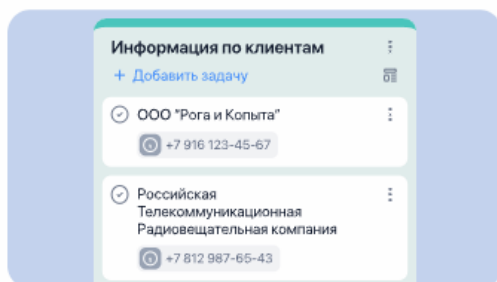 Информация по клиентам
+ Добавить задачу
ООО "Рога и Копыта"
+7 916 123-45-67
Российская
Телекоммуникационная
Радиовещательная компания
+7 812 987-65-43